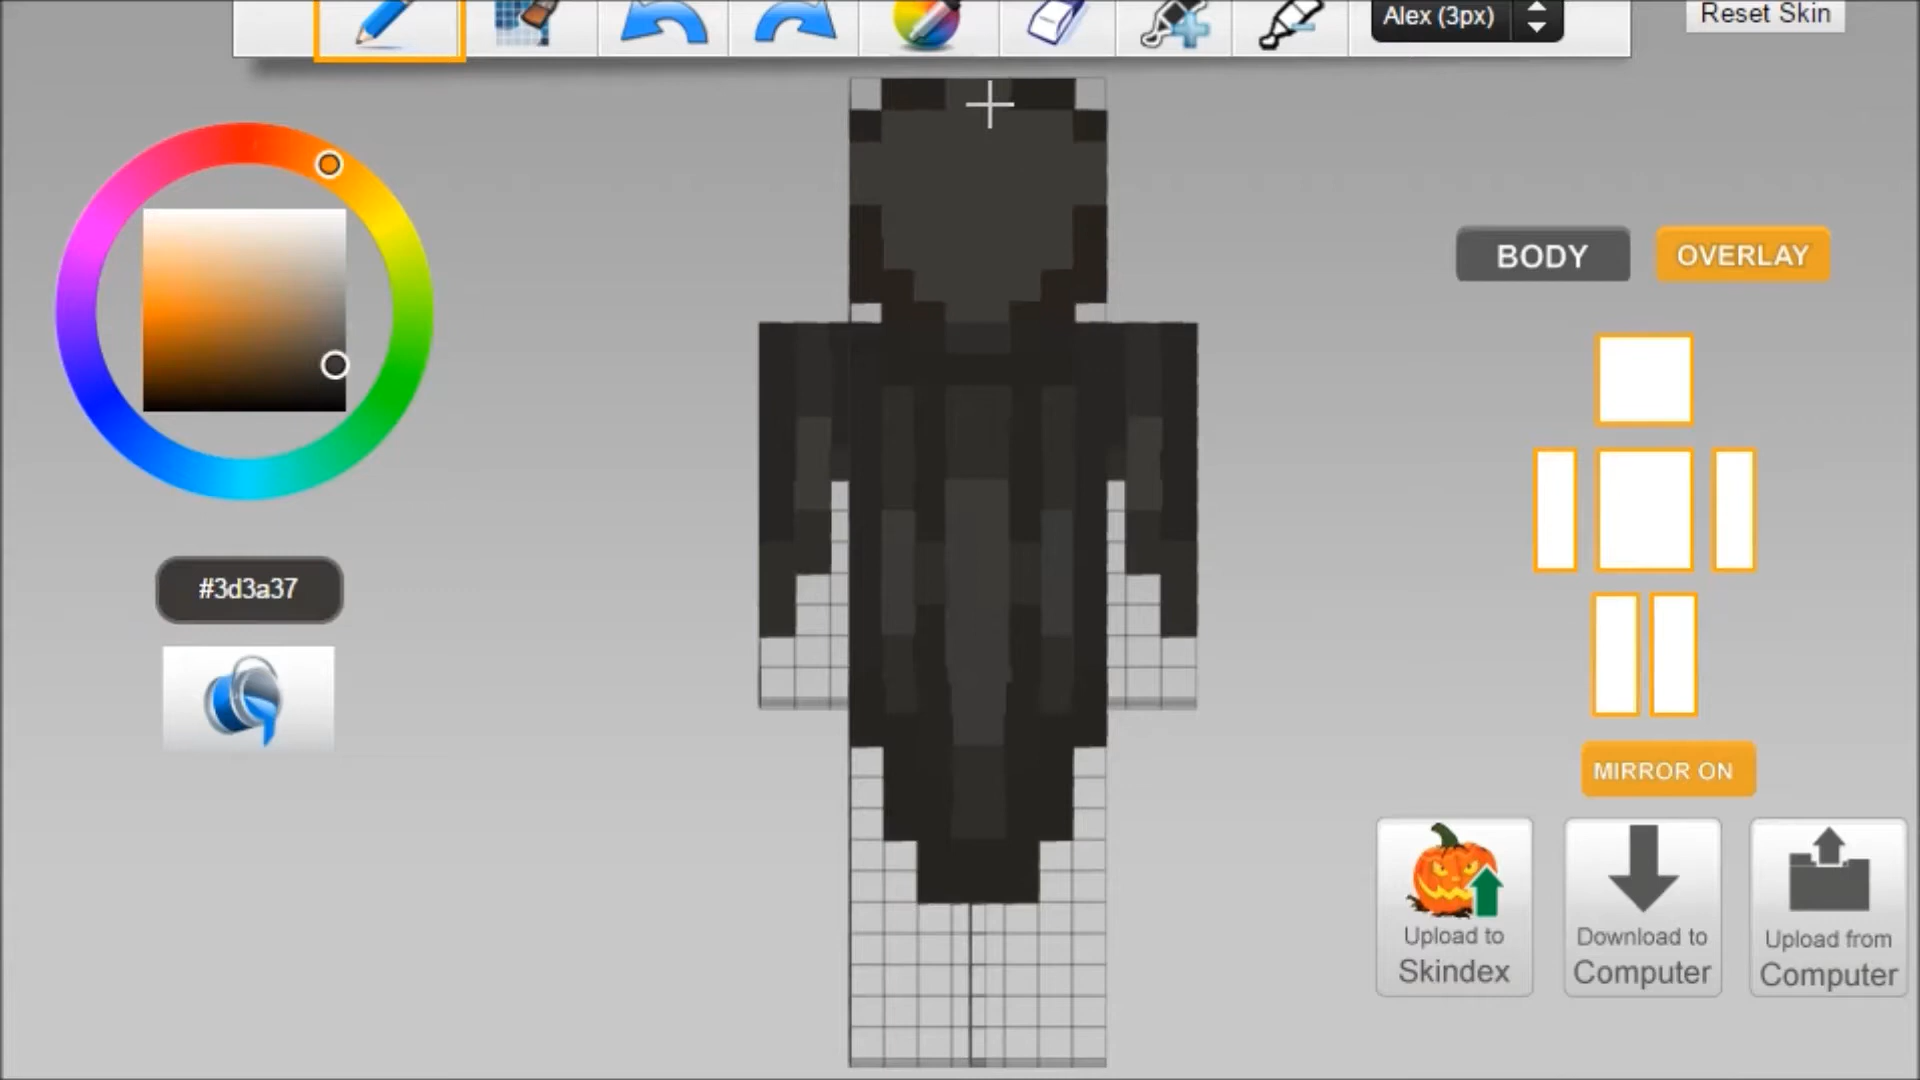 Alex (3px)
Reset Skin
BODY
OVERLAY
#3d3a37
MIRROR ON
Upload to
Skindex
Download to
Computer
Upload from
Computer